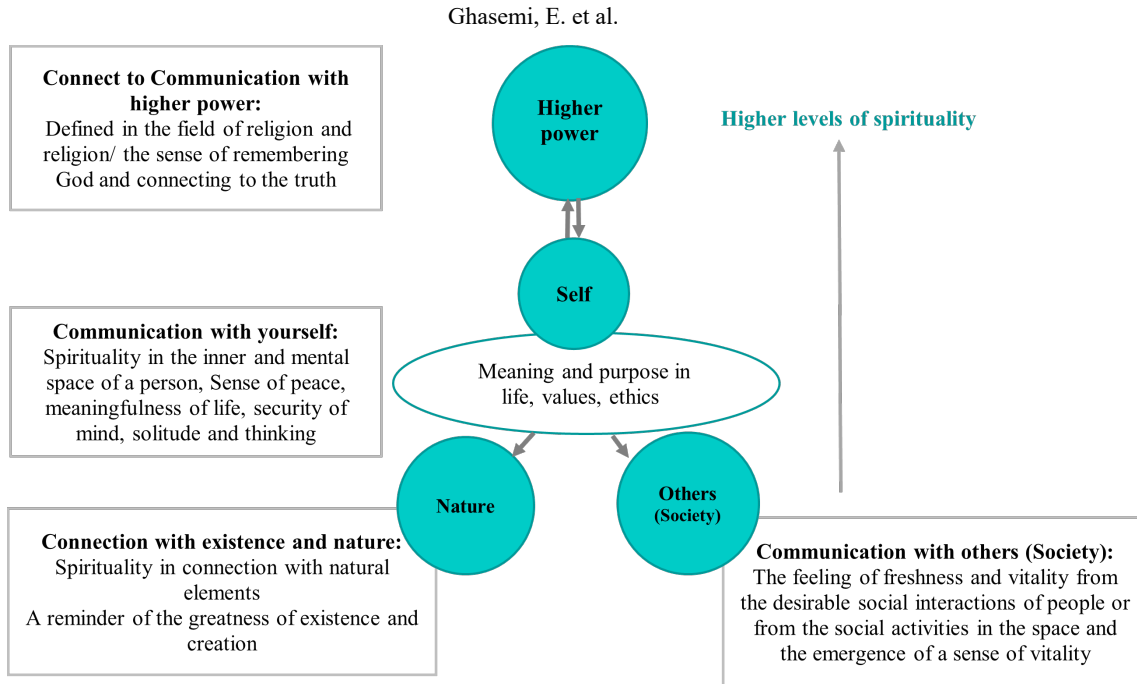 Ghasemi, E. et al.
Connect to Communication with
higher power:
Defined in the field of religion and
religion/ the sense of remembering
God and connecting to the truth
Higher
power
Higher levels of spirituality
Self
Communication with yourself:
Spirituality in the inner and mental
space of a person, Sense of peace,
meaningfulness of life, security of
mind, solitude and thinking
Meaning and purpose in
life, values, ethics
Nature
Others
(Society)
Connection with existence and nature:
Spirituality in connection with natural
elements
A reminder of the greatness of existence and
creation
Communication with others (Society):
The feeling of freshness and vitality from
the desirable social interactions of people or
from the social activities in the space and
the emergence of a sense of vitality